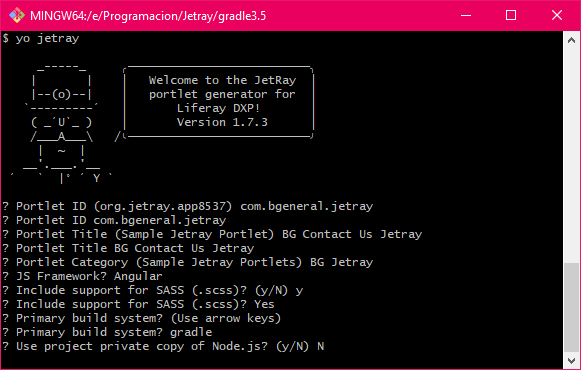 MINGW64:/e/Programacion/Jetray/gradle3.5
$ yo jetray
Welcome to the JetRay
portlet generator for
Liferay DXP!
Version 1.7.3
? Portlet ID (org.jetray.app8537) com.bgeneral.jetray
? Portlet ID com.bgeneral.jetray
? Portlet Title (Sample Jetray Portlet) BG Contact Us Jetray
? Portlet Title BG Contact Us Jetray
? Portlet Category (Sample Jetray Portlets) BG Jetray
? JS Framework? Angular
? Include support for SASS (.scss)? (y/N) y
? Include support for SASS (.scss)? Yes
? Primary build system? (Use arrow keys)
? Primary build system? gradle
? Use project private copy of Node.js? (y/N) N